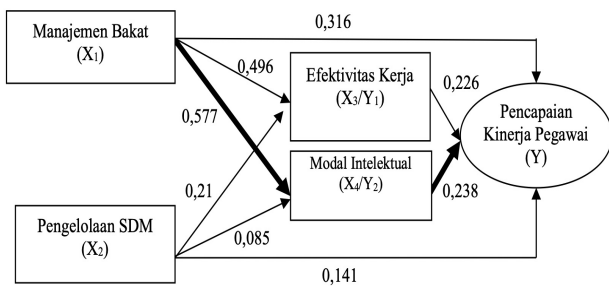 0,316
Manajemen Bakat
(X₁)
0,496
Efektivitas Kerja
(X₃/Y₁)
0,226
0,577
Pencapaian
Kinerja Pegawai
(Y)
Modal Intelektual
(X₄/Y₂)
0,21
0,238
Pengelolaan SDM
(X₂)
0,085
0,141